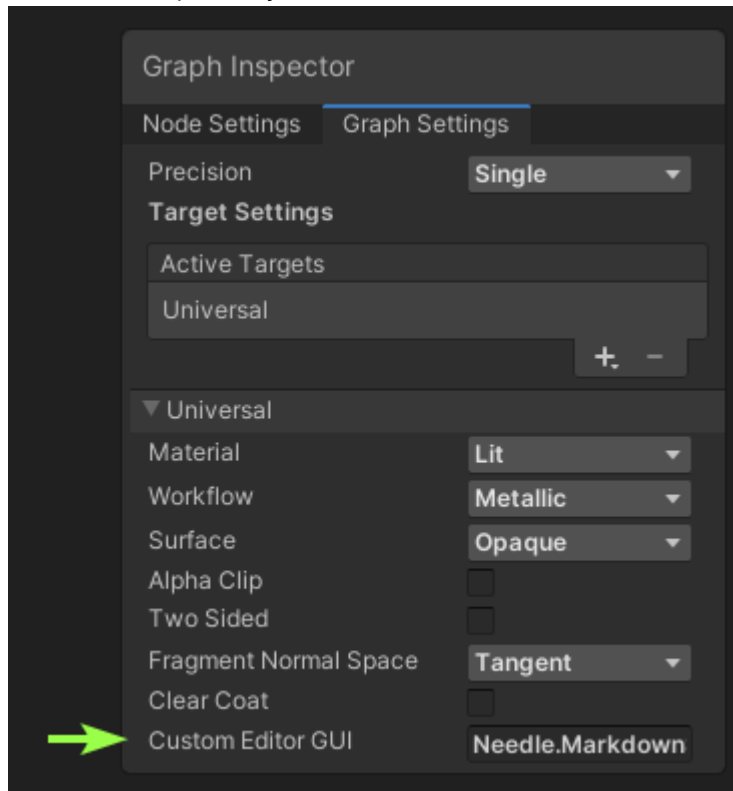 Graph Inspector
Node Settings Graph Settings
Precision Single
Target Settings
Active Targets
Universal
+ -
Universal
Material Lit
Workflow Metallic
Surface Opaque
Alpha Clip
Two Sided
Fragment Normal Space Tangent
Clear Coat
Custom Editor GUI Needle.Markdown